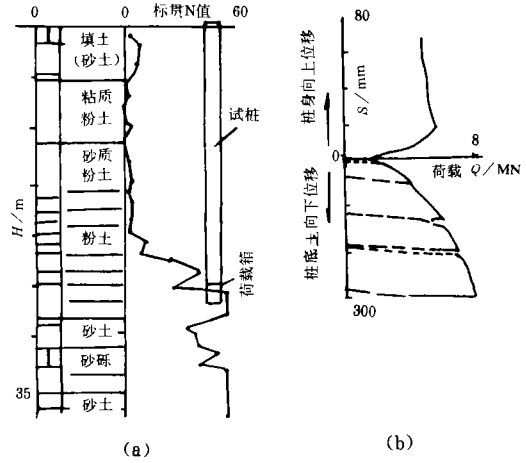 0 0 标贯N值 60
填土
(砂土)
粘质
粉土
砂质
粉土
粉土
砂土
砂砾
砂土
H/m
35
试桩
荷载箱
(a)
80
桩身向上位移
S/mm
0
8
荷载 Q/MN
桩底土向下位移
300
(b)